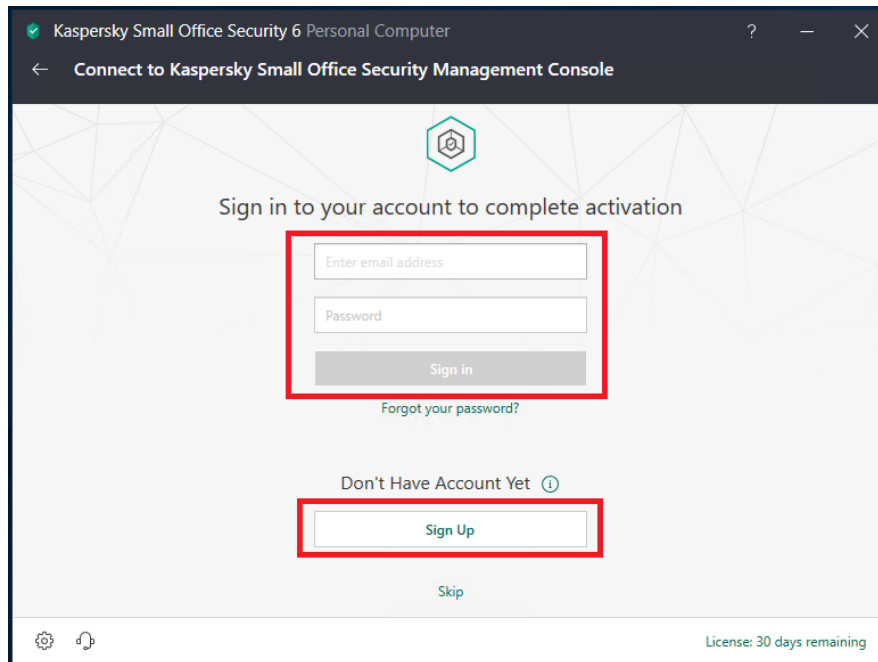 Kaspersky Small Office Security 6 Personal Computer ?
Connect to Kaspersky Small Office Security Management Console
Sign in to your account to complete activation
Enter email address
Password
Sign in
Forgot your password?
Don't Have Account Yet
Sign Up
Skip
License: 30 days remaining